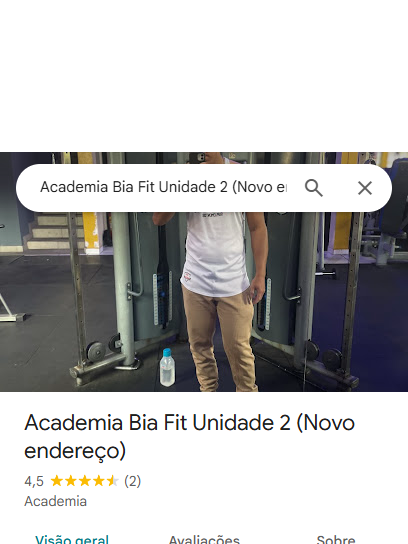 Academia Bia Fit Unidade 2 (Novo e
Academia Bia Fit Unidade 2 (Novo
endereço)
4,5 (2)
Academia
Visão geral Avaliações Sobre